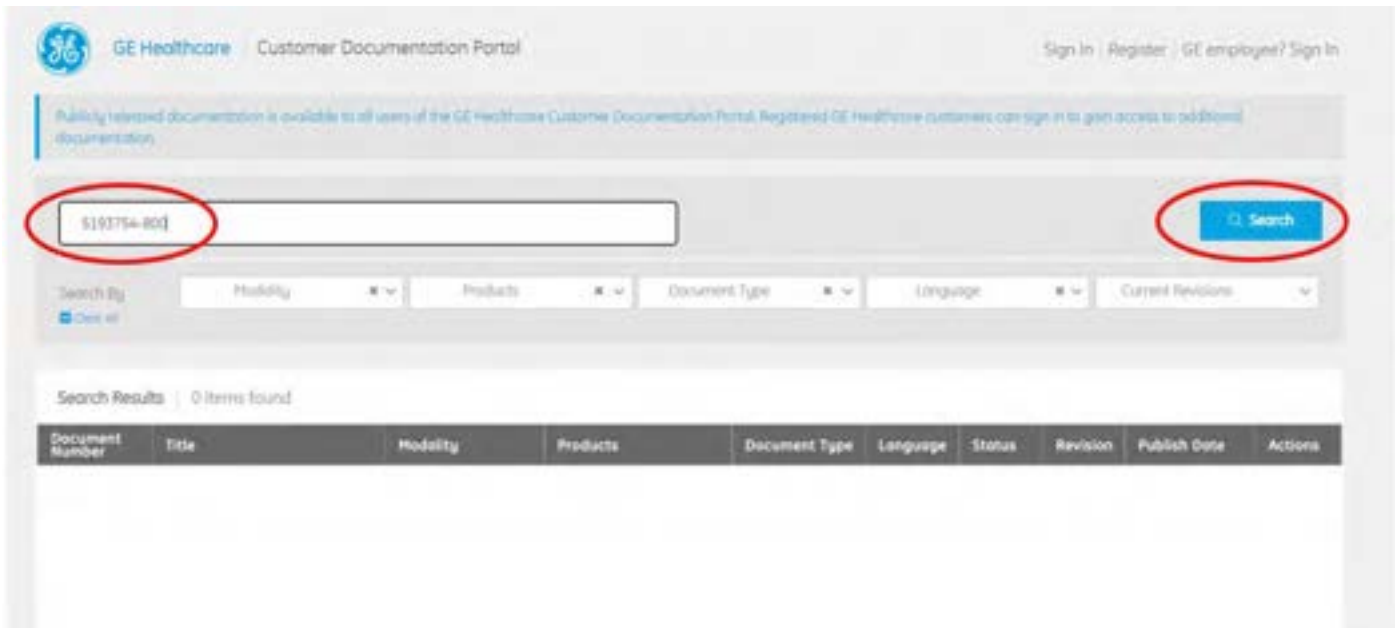 GE Healthcare Customer Documentation Portal
Sign In Register GE employee? Sign In
Publicly released documentation is available to all users of the GE Healthcare Customer Documentation Portal. Registered GE Healthcare customers can sign in to gain access to additional
documentation.
5193754-800
Search
Search By Modality Products Document Type Language Current Revisions
Clear All
Search Results 0 items found
Document Number Title Modality Products Document Type Language Status Revision Publish Date Actions